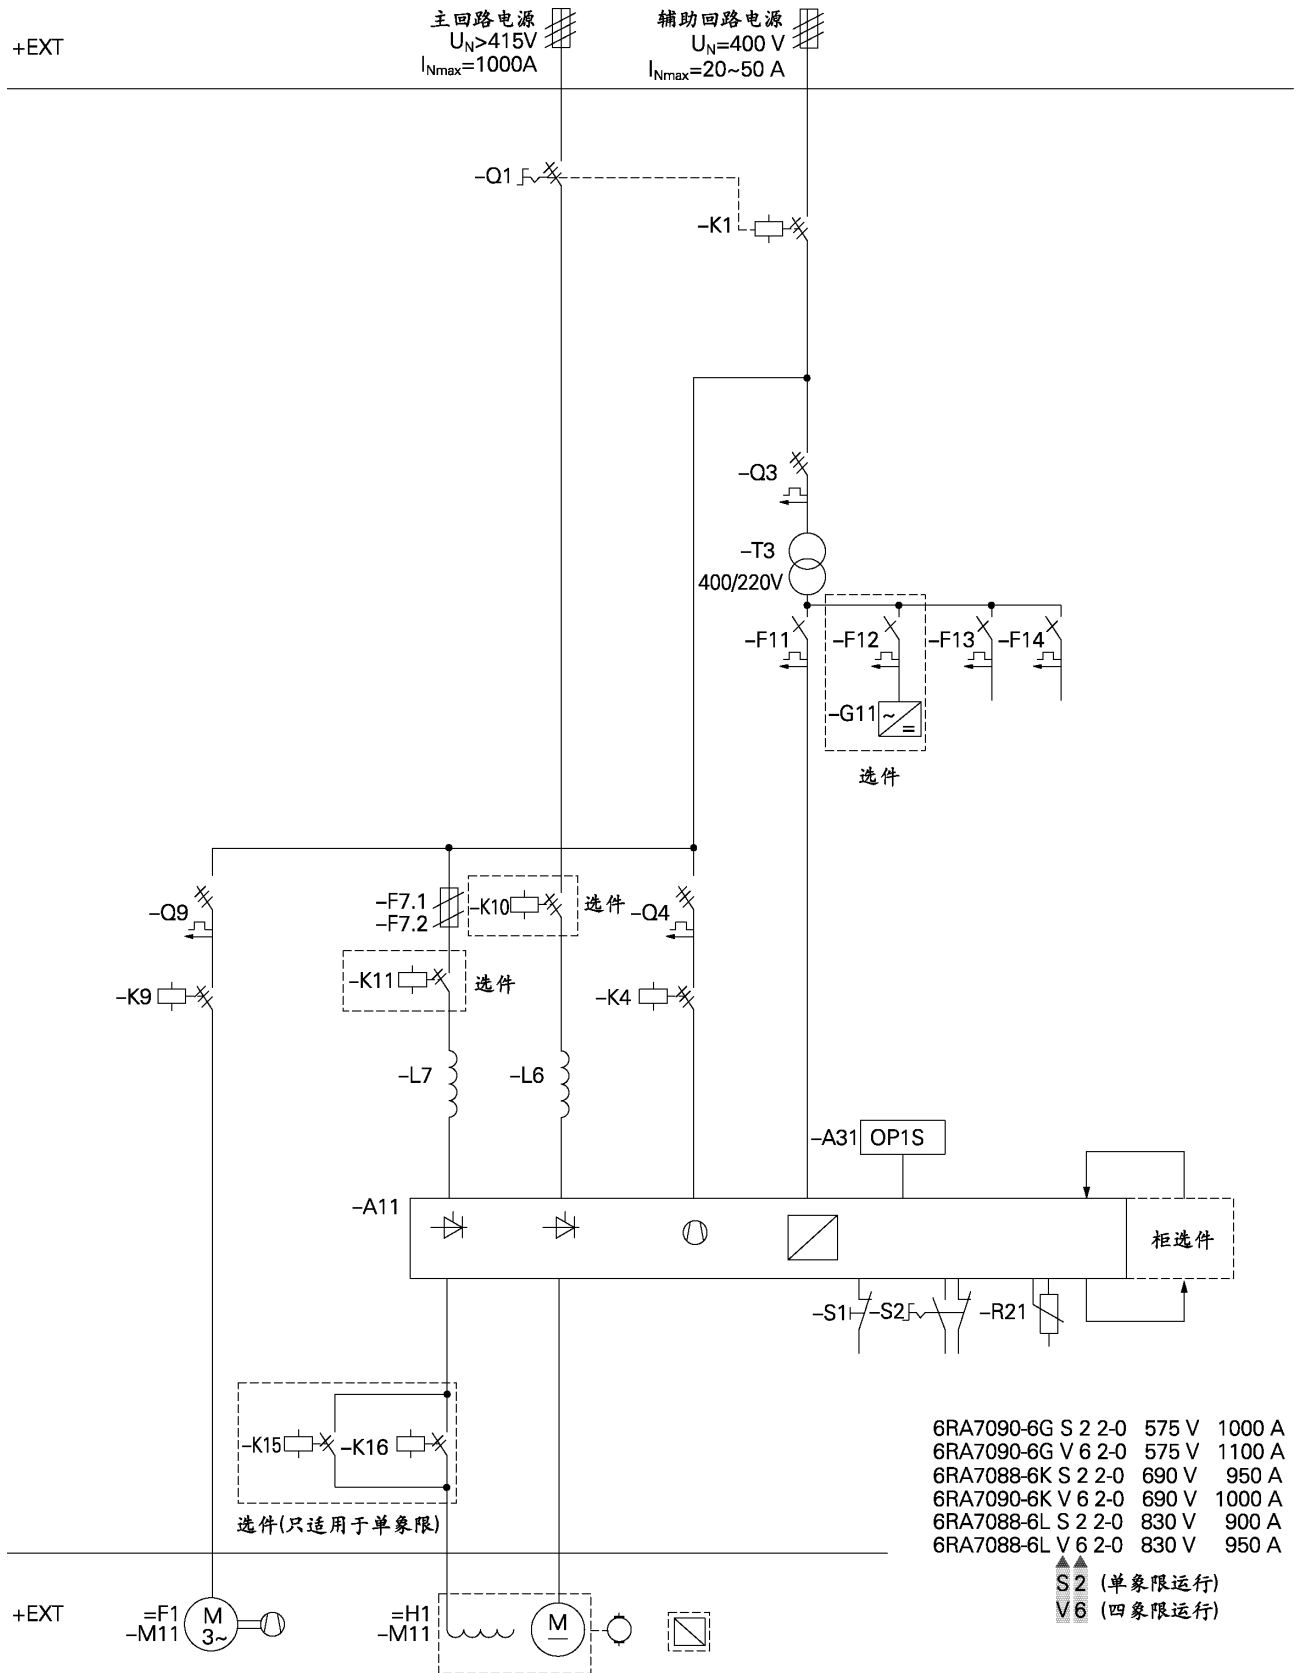 主回路电源
U_N>415V
I_Nmax=1000A
辅助回路电源
U_N=400 V
I_Nmax=20~50 A
+EXT
–Q1
–K1
–Q3
–T3
400/220V
–F11
–F12
–F13
–F14
–G11
~
=
选件
–Q9
–F7.1
–F7.2
–K10
选件
–Q4
–K11
选件
–K9
–K4
–L7
–L6
–A31
OP1S
–A11
柜选件
–S1
–S2
–R21
–K15
–K16
选件(只适用于单象限)
6RA7090-6G S 2 2-0 575 V 1000 A
6RA7090-6G V 6 2-0 575 V 1100 A
6RA7088-6K S 2 2-0 690 V 950 A
6RA7090-6K V 6 2-0 690 V 1000 A
6RA7088-6L S 2 2-0 830 V 900 A
6RA7088-6L V 6 2-0 830 V 950 A
S 2 (单象限运行)
V 6 (四象限运行)
+EXT
=F1
–M11
M
3~
=H1
–M11
M